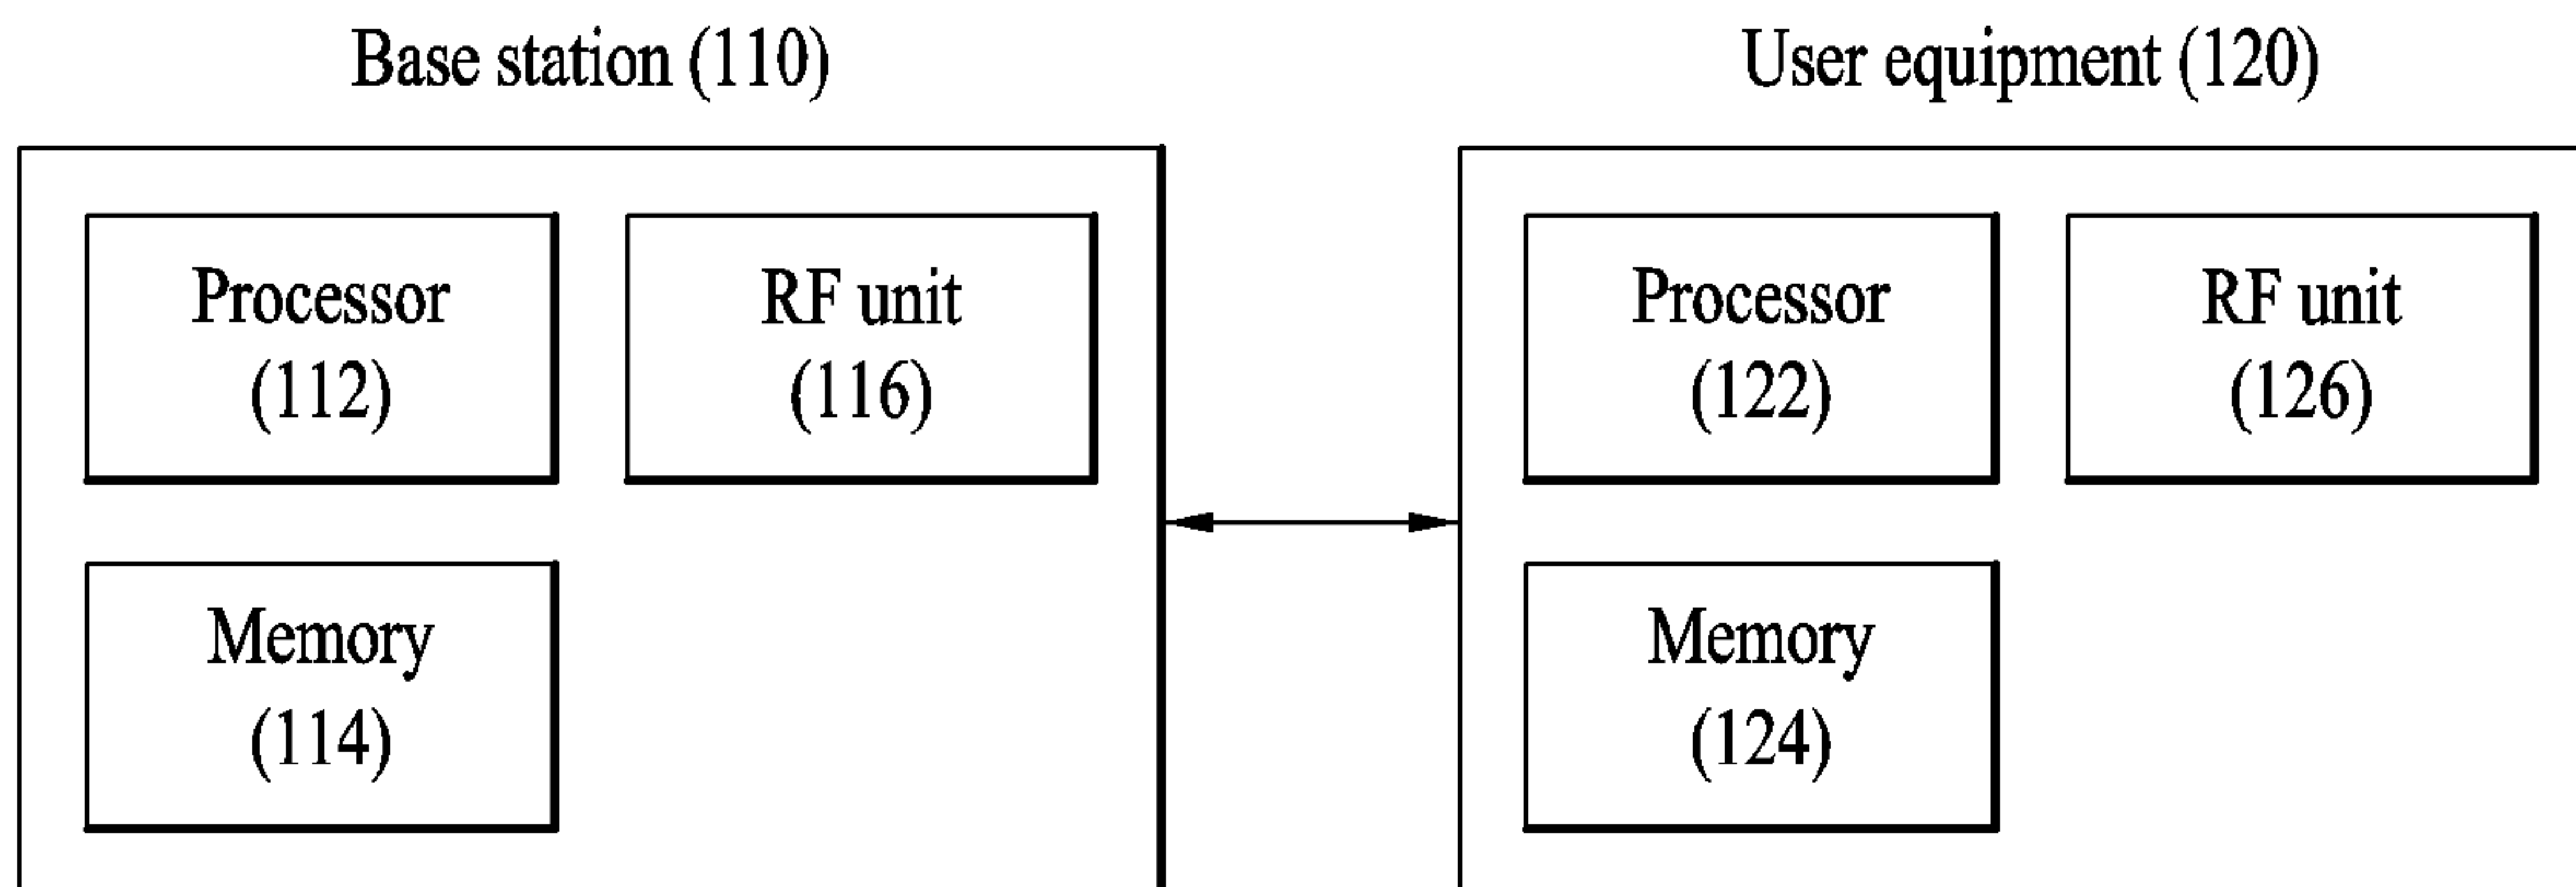 Base station (110)
User equipment (120)
Processor
(112)
RF unit
(116)
Memory
(114)
Processor
(122)
RF unit
(126)
Memory
(124)